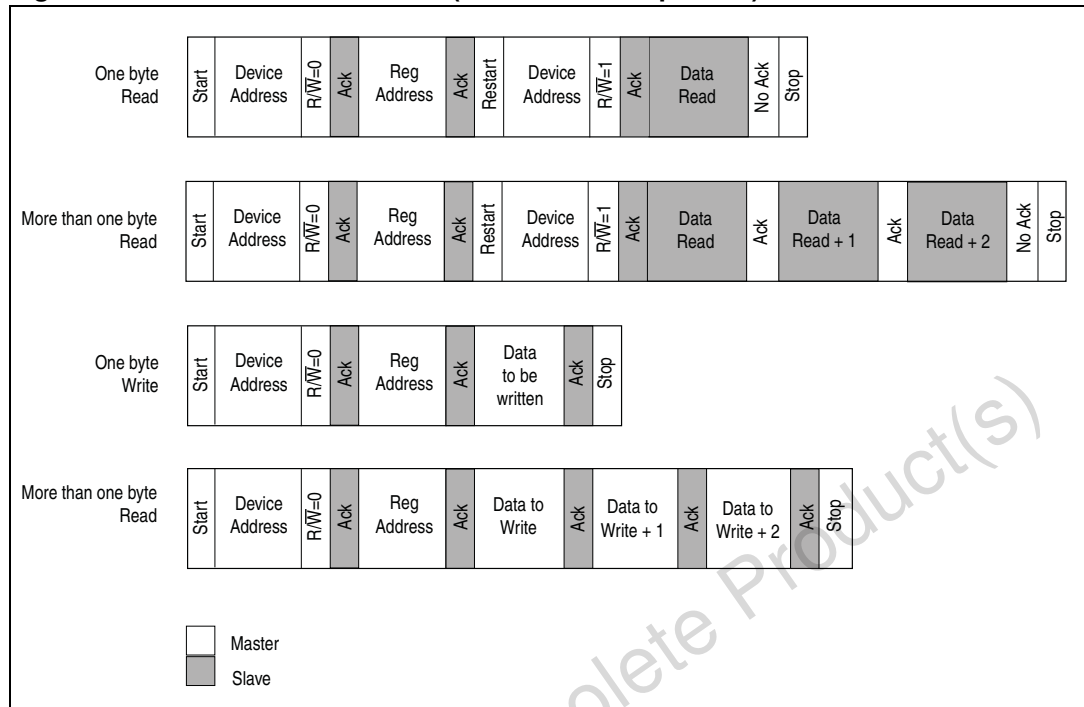 One byte
Read
Start
Device
Address
R/W̅=0
Ack
Reg
Address
Ack
Restart
Device
Address
R/W̅=1
Ack
Data
Read
No Ack
Stop
More than one byte
Read
Start
Device
Address
R/W̅=0
Ack
Reg
Address
Ack
Restart
Device
Address
R/W̅=1
Ack
Data
Read
Ack
Data
Read + 1
Ack
Data
Read + 2
No Ack
Stop
One byte
Write
Start
Device
Address
R/W̅=0
Ack
Reg
Address
Ack
Data
to be
written
Ack
Stop
More than one byte
Read
Start
Device
Address
R/W̅=0
Ack
Reg
Address
Ack
Data to
Write
Ack
Data to
Write + 1
Ack
Data to
Write + 2
Ack
Stop
Master
Slave
olete Product(s)